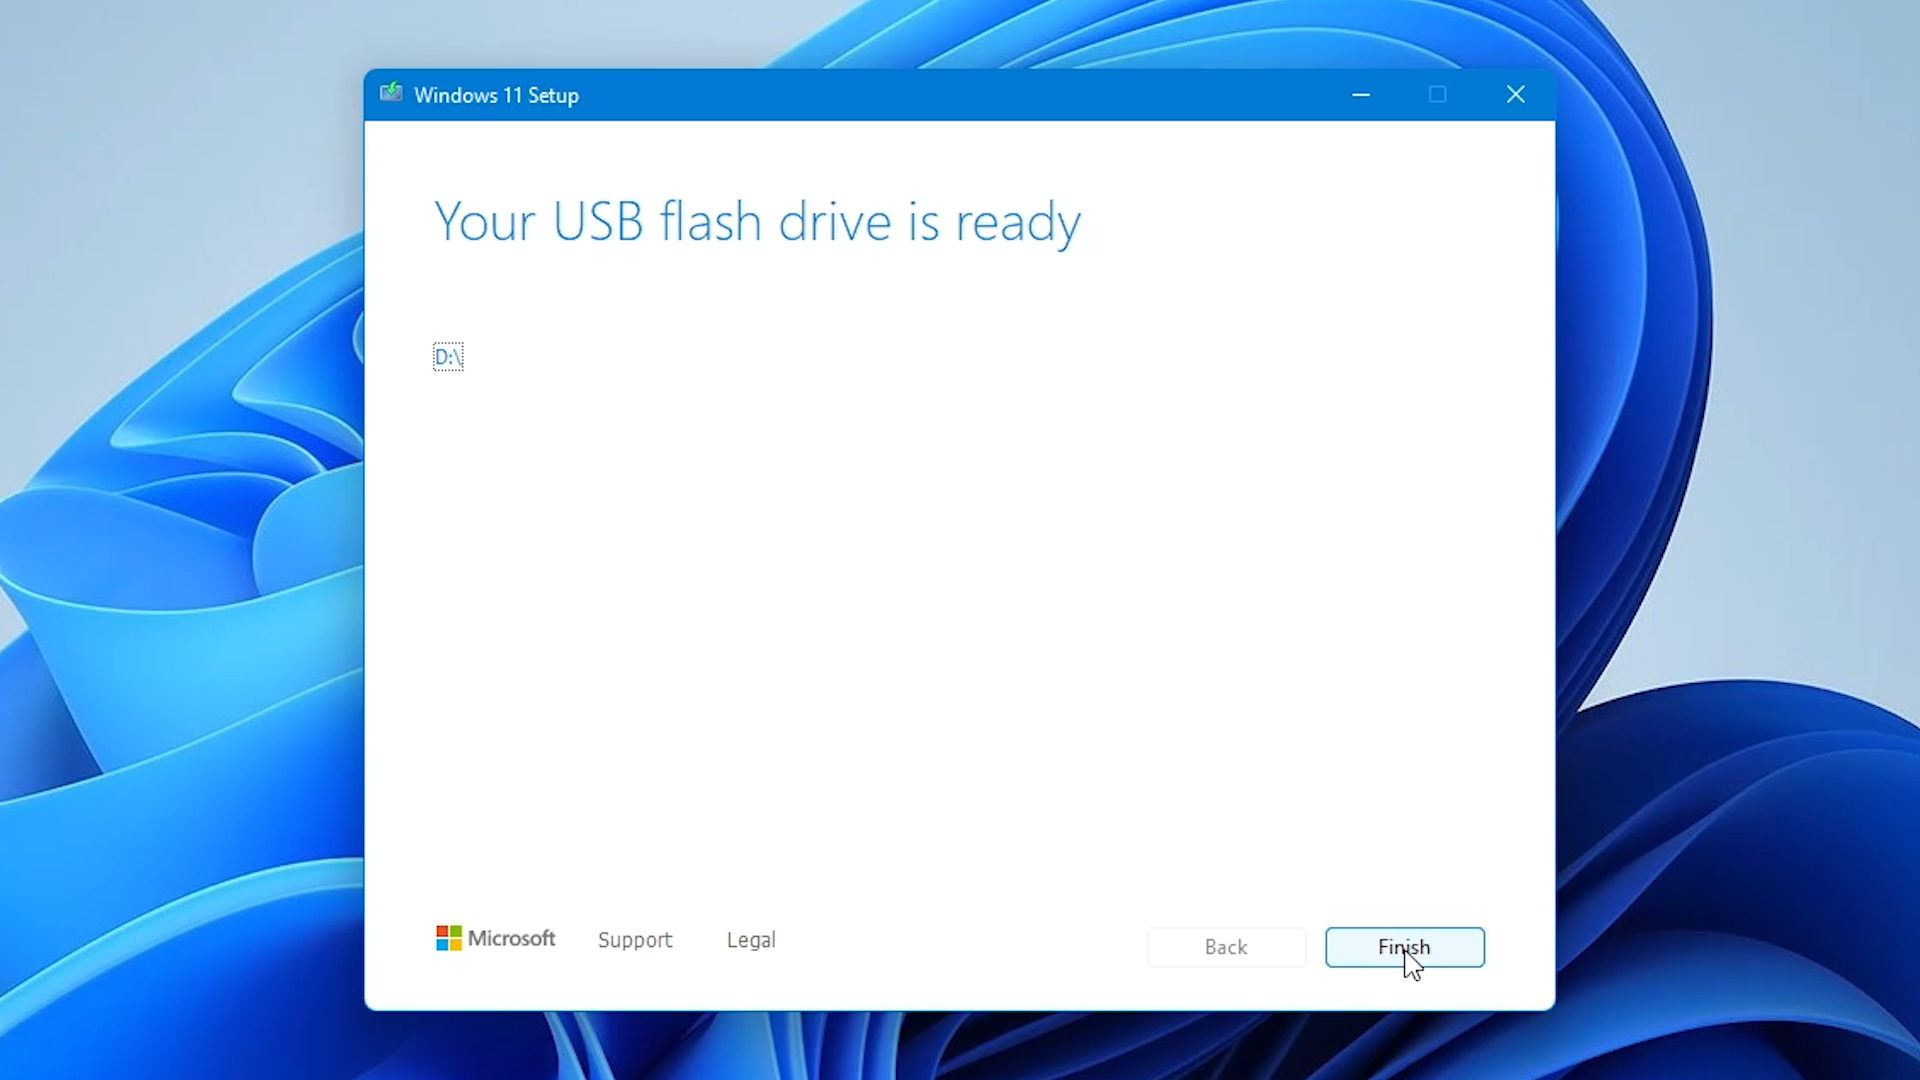 Windows 11 Setup
Your USB flash drive is ready
D:\
Microsoft Support Legal
Back Finish